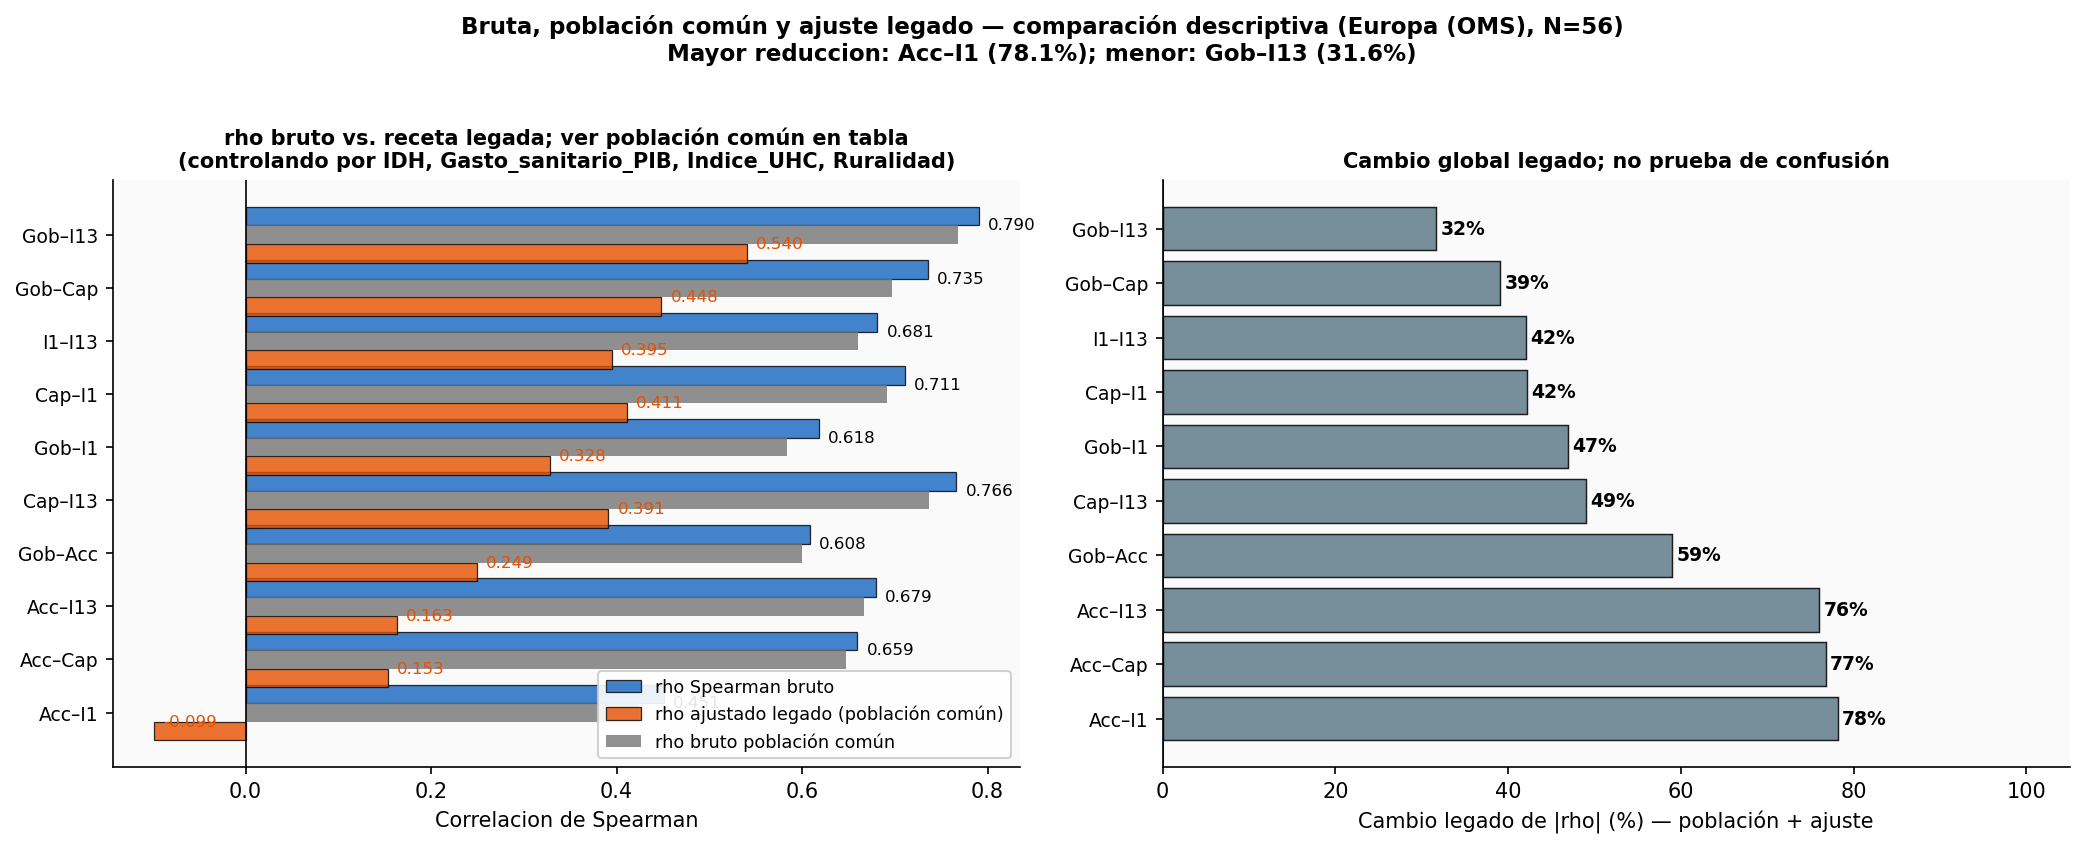 Bruta, población común y ajuste legado — comparación descriptiva (Europa (OMS), N=56)
Mayor reduccion: Acc–I1 (78.1%); menor: Gob–I13 (31.6%)
rho bruto vs. receta legada; ver población común en tabla
(controlando por IDH, Gasto_sanitario_PIB, Indice_UHC, Ruralidad)
Gob–I13
0.790
0.540
Gob–Cap
0.735
0.448
I1–I13
0.681
0.395
Cap–I1
0.711
0.411
Gob–I1
0.618
0.328
Cap–I13
0.766
0.391
Gob–Acc
0.608
0.249
Acc–I13
0.679
0.163
Acc–Cap
0.659
0.153
Acc–I1
0.451
-0.099
rho Spearman bruto
rho ajustado legado (población común)
rho bruto población común
0.0 0.2 0.4 0.6 0.8
Correlacion de Spearman
Cambio global legado; no prueba de confusión
Gob–I13 32%
Gob–Cap 39%
I1–I13 42%
Cap–I1 42%
Gob–I1 47%
Cap–I13 49%
Gob–Acc 59%
Acc–I13 76%
Acc–Cap 77%
Acc–I1 78%
0 20 40 60 80 100
Cambio legado de |rho| (%) — población + ajuste